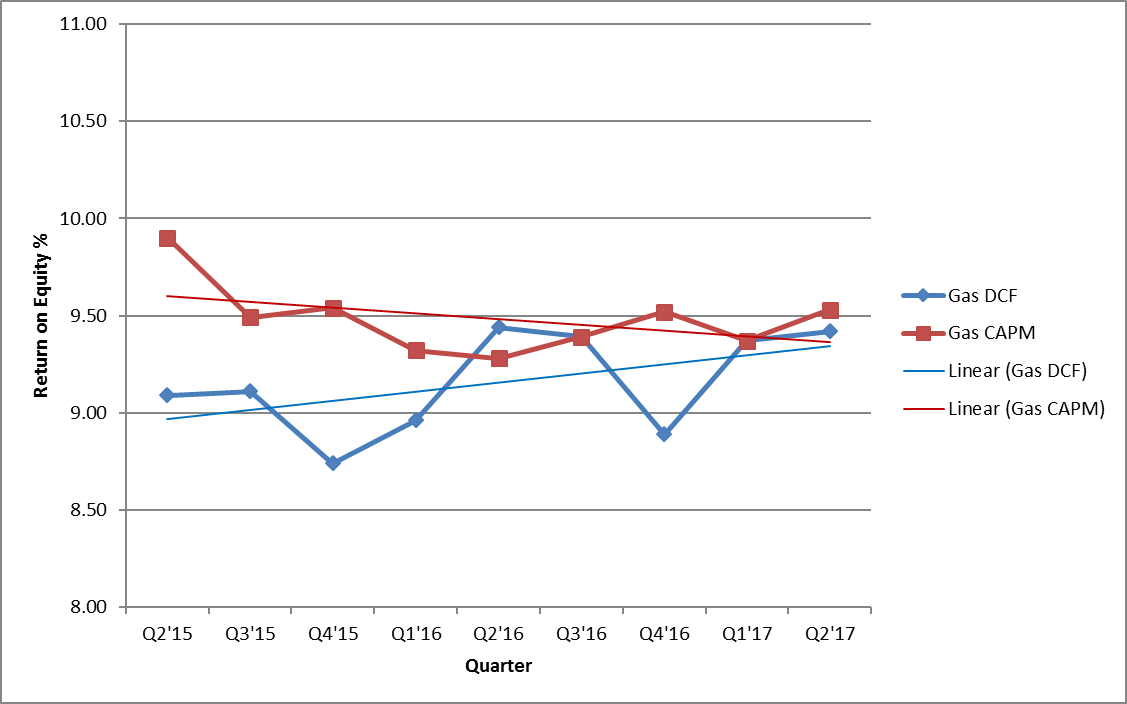 11.00
10.50
10.00
9.50
9.00
8.50
8.00
Return on Equity %
Q2'15 Q3'15 Q4'15 Q1'16 Q2'16 Q3'16 Q4'16 Q1'17 Q2'17
Quarter
Gas DCF
Gas CAPM
Linear (Gas DCF)
Linear (Gas CAPM)